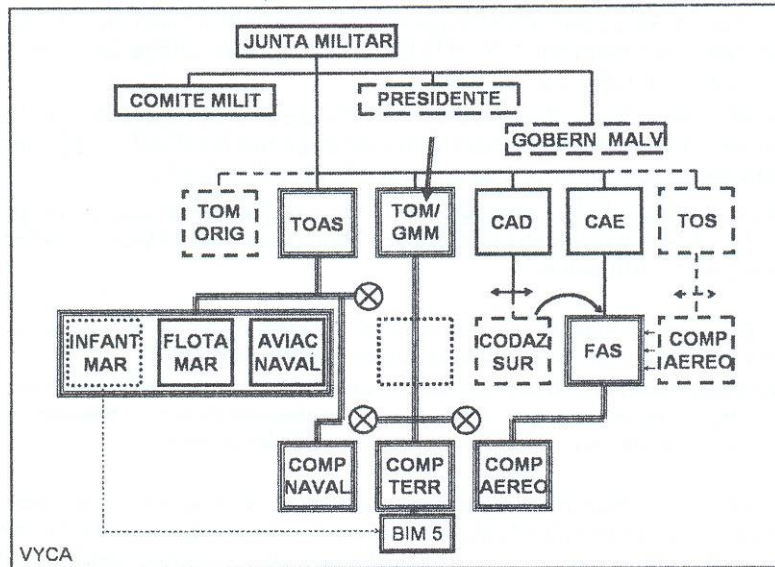 JUNTA MILITAR
COMITE MILIT
PRESIDENTE
GOBERN MALV
TOM
ORIG
TOAS
TOM/
GMM
CAD
CAE
TOS
INFANT
MAR
FLOTA
MAR
AVIAC
NAVAL
CODAZ
SUR
FAS
COMP
AEREO
COMP
NAVAL
COMP
TERR
COMP
AEREO
BIM 5
VYCA